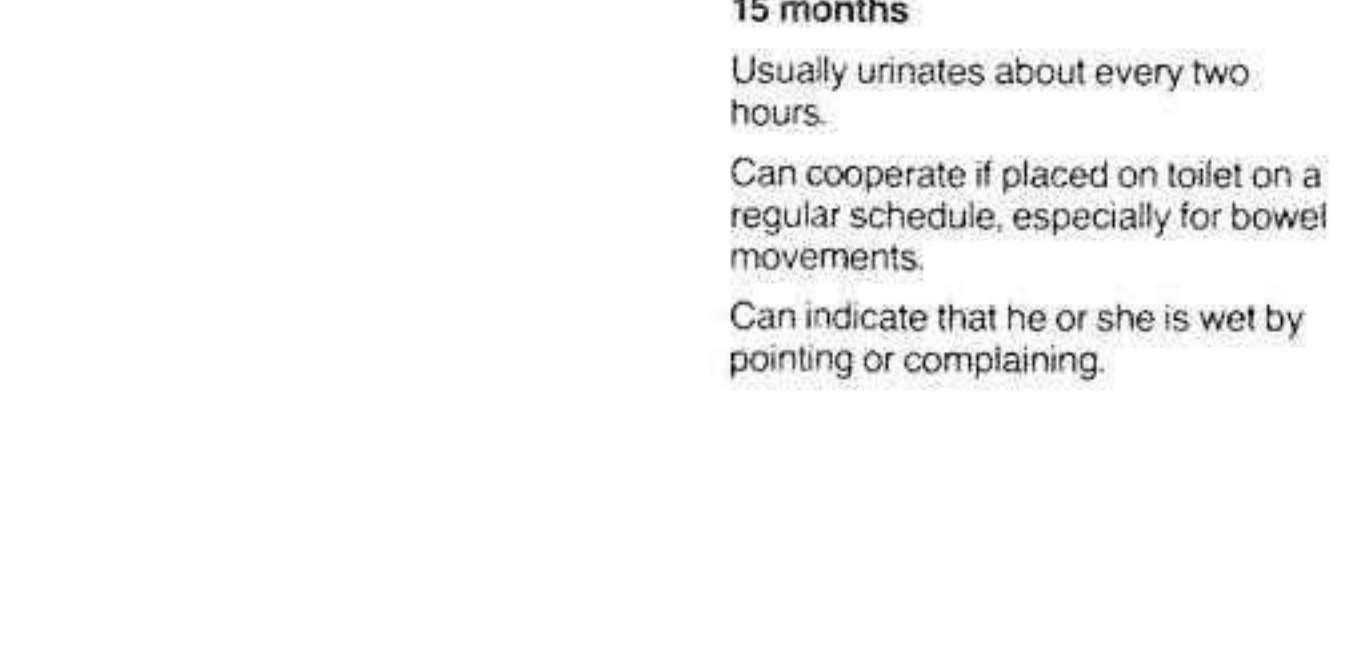 15 months
Usually urinates about every two
hours.
Can cooperate if placed on toilet on a
regular schedule, especially for bowel
movements.
Can indicate that he or she is wet by
pointing or complaining.